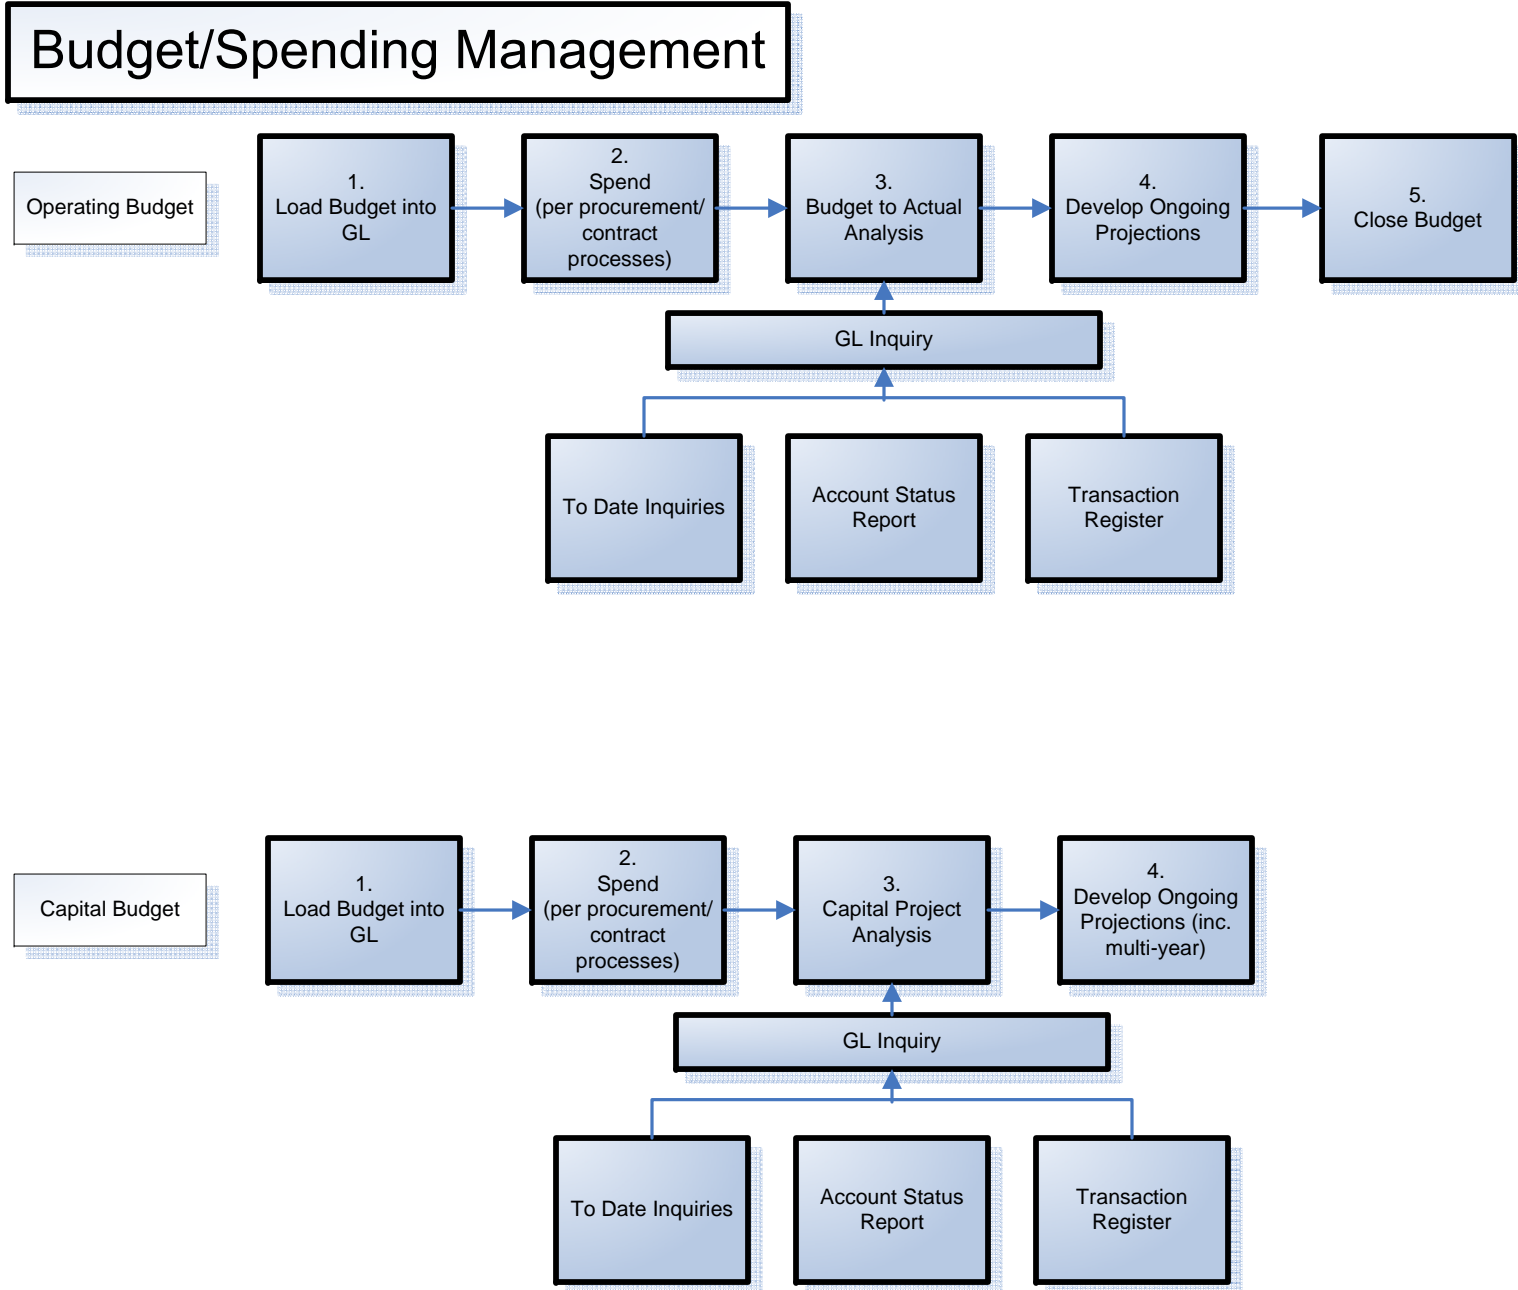 Budget/Spending Management
Operating Budget
1.
Load Budget into
GL
2.
Spend
(per procurement/
contract
processes)
3.
Budget to Actual
Analysis
4.
Develop Ongoing
Projections
5.
Close Budget
GL Inquiry
To Date Inquiries
Account Status
Report
Transaction
Register
Capital Budget
1.
Load Budget into
GL
2.
Spend
(per procurement/
contract
processes)
3.
Capital Project
Analysis
4.
Develop Ongoing
Projections (inc.
multi-year)
GL Inquiry
To Date Inquiries
Account Status
Report
Transaction
Register